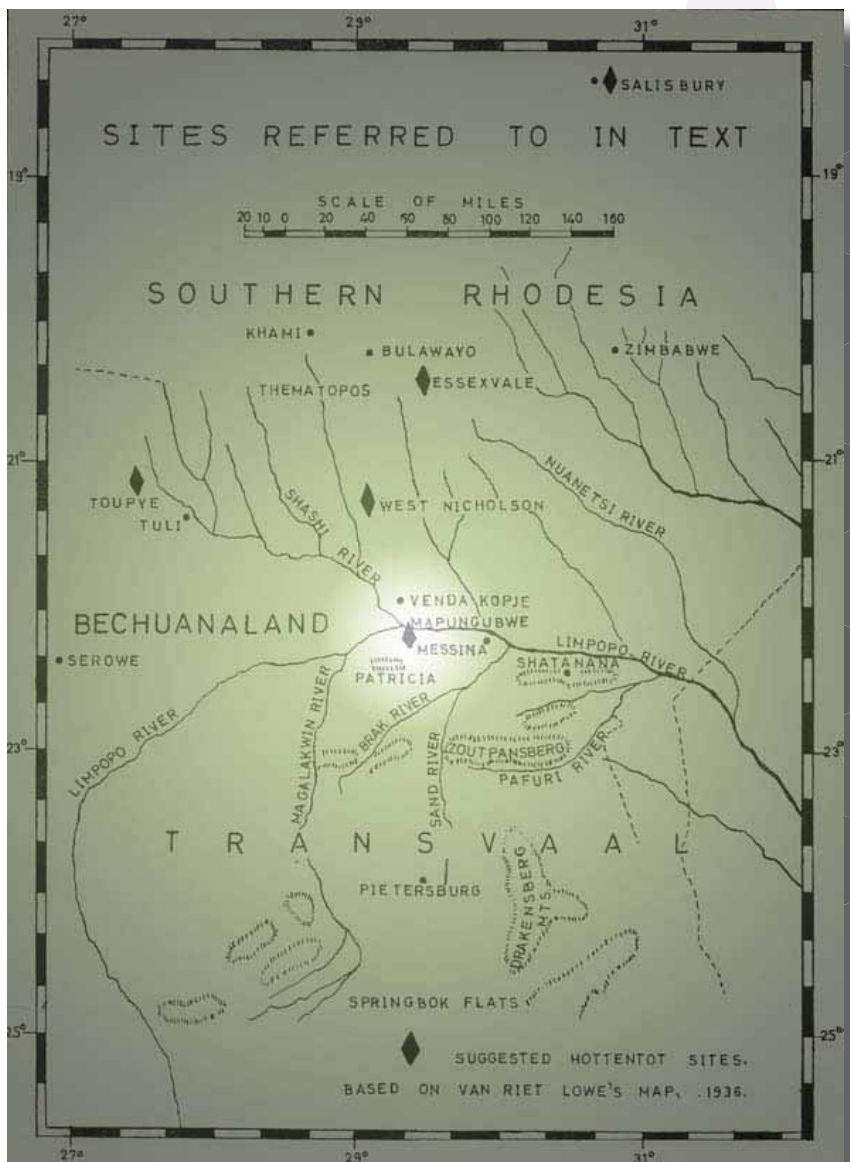 27° 29° 31°
SALISBURY
SITES REFERRED TO IN TEXT
19° 19°
SCALE OF MILES
20 10 0 20 40 60 80 100 120 140 160
SOUTHERN RHODESIA
KHAMI
BULAWAYO
ZIMBABWE
THEMATOPOS
ESSEXVALE
21° 21°
TOUPYE
TULI
SHASHI RIVER
WEST NICHOLSON
NUANETSI RIVER
VENDA KOPJE
BECHUANALAND
MAPUNGUBWE
MESSINA
LIMPOPO RIVER
SEROWE
PATRICIA
SHATANANA
LIMPOPO RIVER
MAGALAKWIN RIVER
BRAK RIVER
SAND RIVER
23° 23°
ZOUTPANSBERG
PAFURI RIVER
TRANSVAAL
PIETERSBURG
DRAKENSBERG
MTS.
SPRINGBOK FLATS
25° 25°
SUGGESTED HOTTENTOT SITES.
BASED ON VAN RIET LOWE'S MAP, .1936.
27° 29° 31°